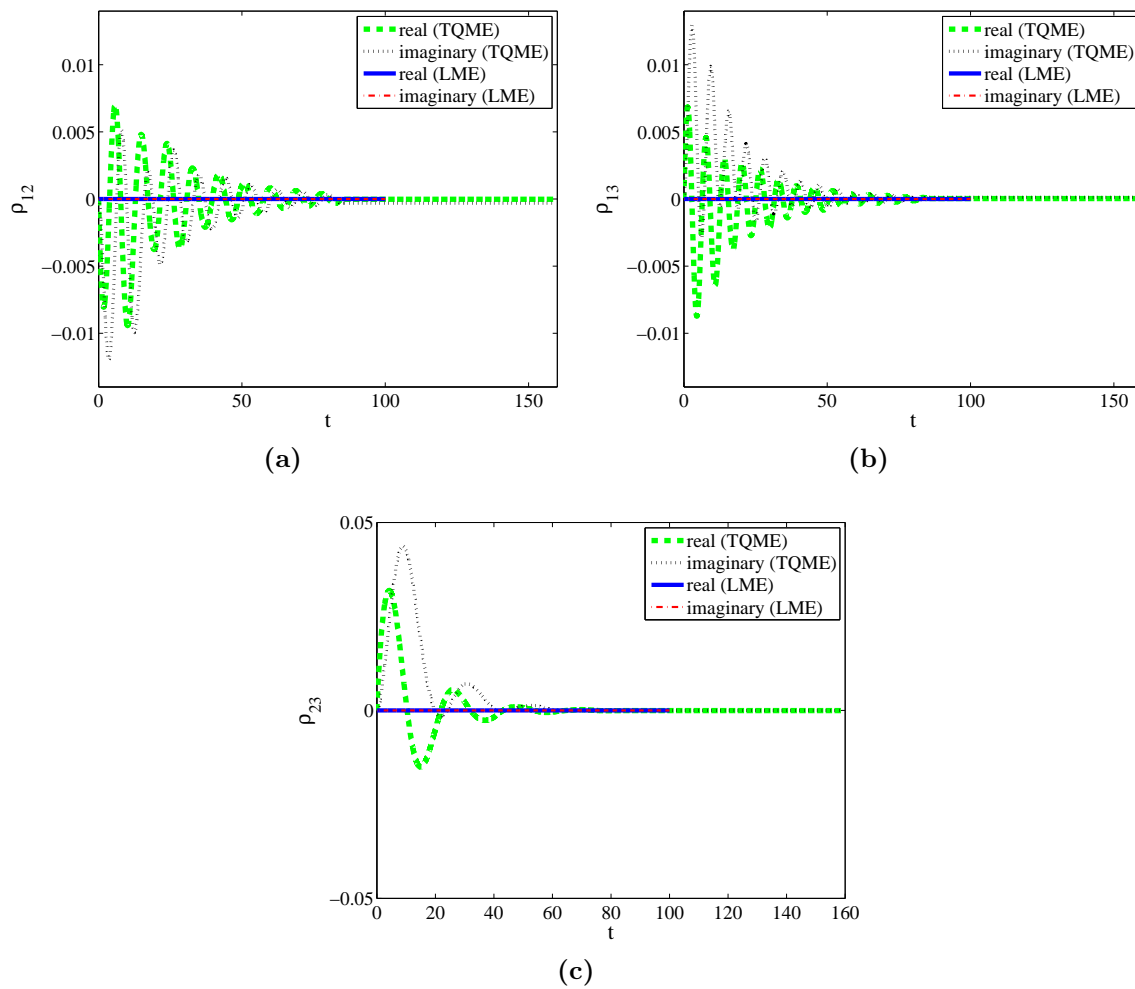 real (TQME)
imaginary (TQME)
real (LME)
imaginary (LME)
0.01
0.005
0
−0.005
−0.01
ρ12
0 50 100 150
t
(a)
real (TQME)
imaginary (TQME)
real (LME)
imaginary (LME)
0.01
0.005
0
−0.005
−0.01
ρ13
0 50 100 150
t
(b)
real (TQME)
imaginary (TQME)
real (LME)
imaginary (LME)
0.05
0
−0.05
ρ23
0 20 40 60 80 100 120 140 160
t
(c)